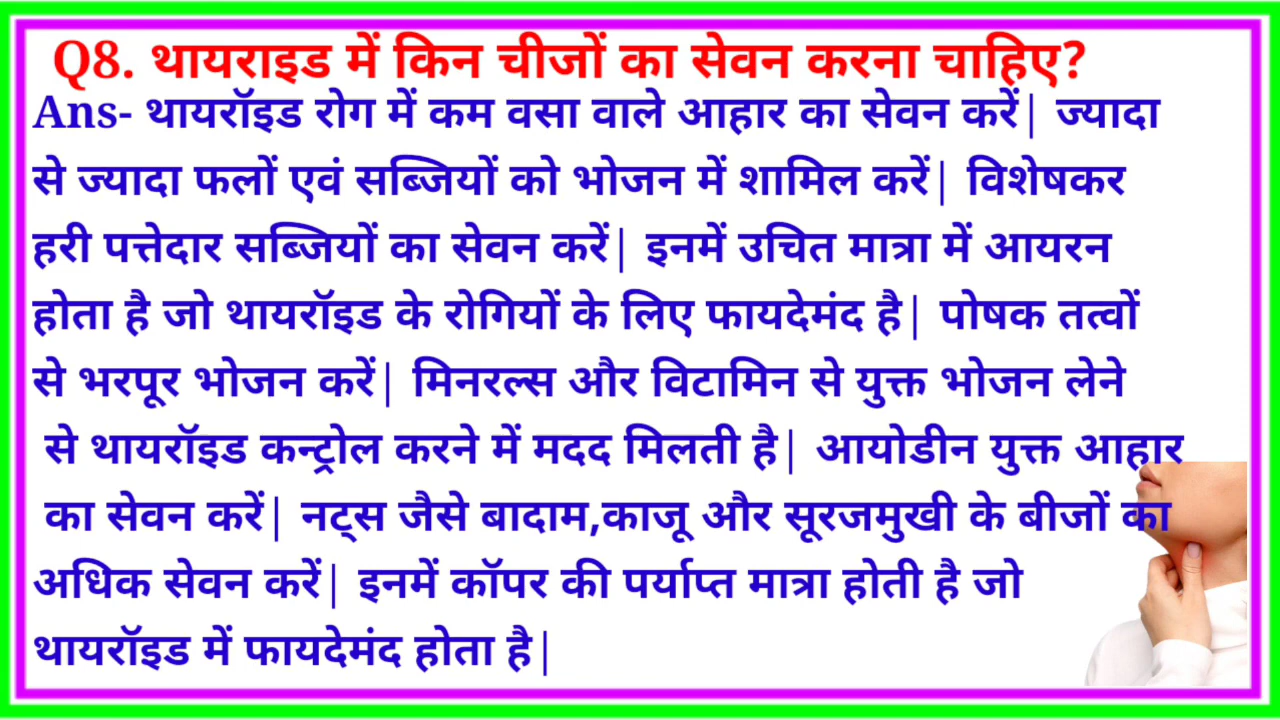 Q8. थायराइड में किन चीजों का सेवन करना चाहिए?
Ans- थायरॉइड रोग में कम वसा वाले आहार का सेवन करें| ज्यादा
से ज्यादा फलों एवं सब्जियों को भोजन में शामिल करें| विशेषकर
हरी पत्तेदार सब्जियों का सेवन करें| इनमें उचित मात्रा में आयरन
होता है जो थायरॉइड के रोगियों के लिए फायदेमंद है| पोषक तत्वों
से भरपूर भोजन करें| मिनरल्स और विटामिन से युक्त भोजन लेने
से थायरॉइड कन्ट्रोल करने में मदद मिलती है| आयोडीन युक्त आहार
का सेवन करें| नट्स जैसे बादाम,काजू और सूरजमुखी के बीजों का
अधिक सेवन करें| इनमें कॉपर की पर्याप्त मात्रा होती है जो
थायरॉइड में फायदेमंद होता है|